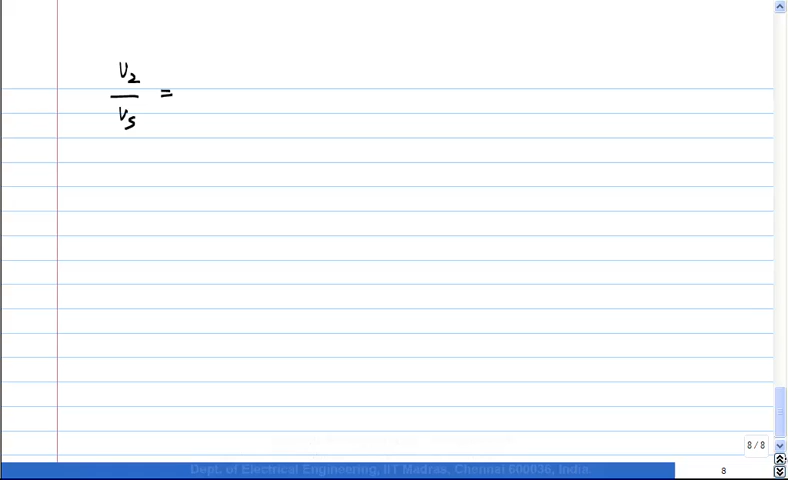 V₂
— =
Vs
8 / 8
Dept. of Electrical Engineering, IIT Madras, Chennai 600036, India.
8